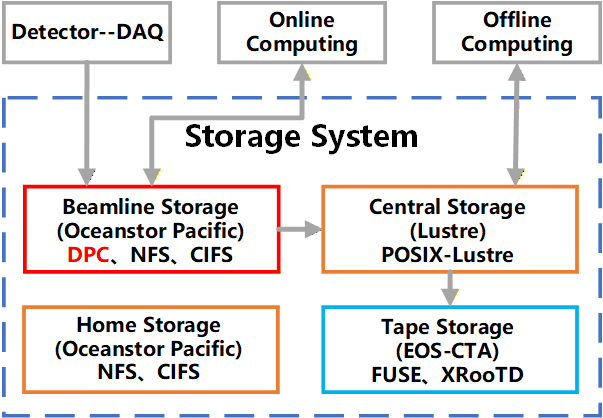 Detector--DAQ
Online
Computing
Offline
Computing
Storage System
Beamline Storage
(Oceanstor Pacific)
DPC、NFS、CIFS
Central Storage
(Lustre)
POSIX-Lustre
Home Storage
(Oceanstor Pacific)
NFS、CIFS
Tape Storage
(EOS-CTA)
FUSE、XRooTD